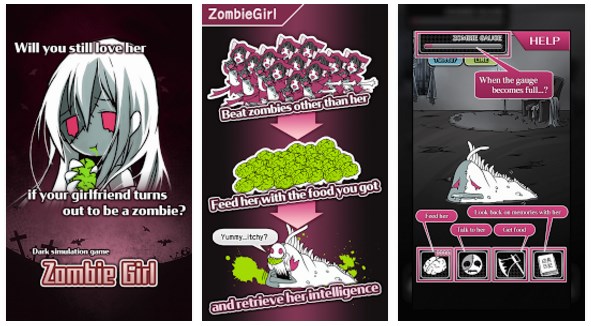 Will you still love her
if your girlfriend turns
out to be a zombie?
Dark simulation game
Zombie Girl
ZombieGirl
Beat zombies other than her
Feed her with the food you got
Yummy...itchy?
and retrieve her intelligence
ZOMBIE GAUGE
HELP
When the gauge
becomes full...?
Feed her
Look back on memories with her
Talk to her
Get food